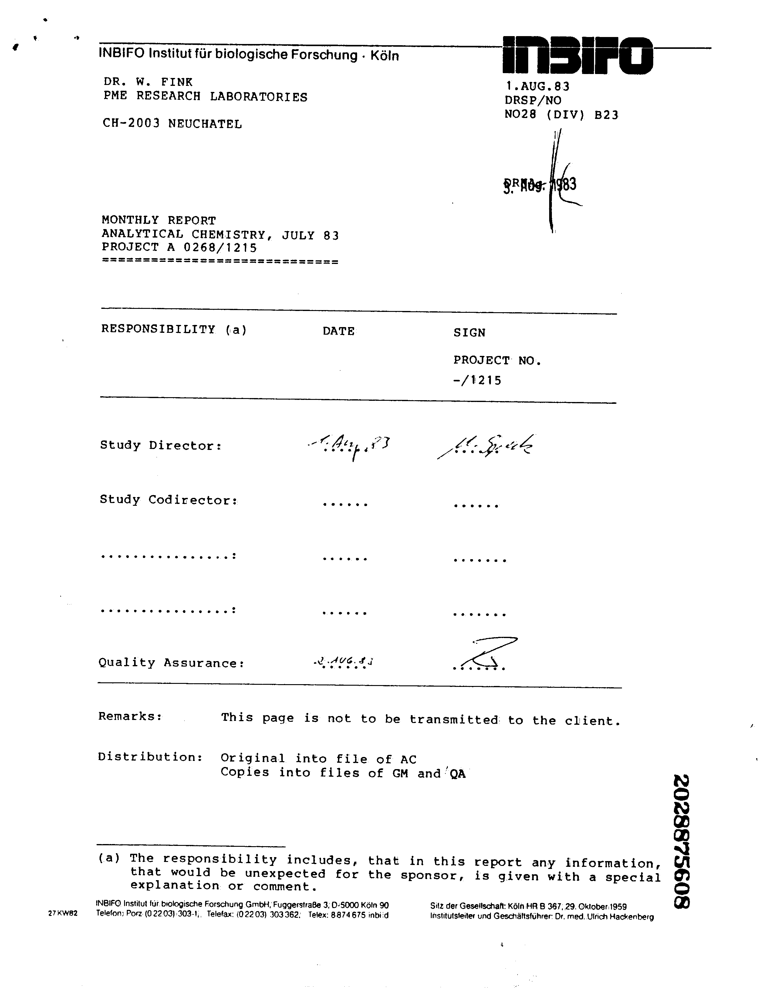 INBIFO Institut für biologische Forschung · Köln
INBIFO
DR. W. FINK
PME RESEARCH LABORATORIES
CH-2003 NEUCHATEL
1.AUG.83
DRSP/NO
NO28 (DIV) B23
1983
MONTHLY REPORT
ANALYTICAL CHEMISTRY, JULY 83
PROJECT A 0268/1215
=============================
RESPONSIBILITY (a) DATE SIGN
PROJECT NO.
-/1215
Study Director: 1. Aug. 83
Study Codirector: ...... ......
................: ...... .......
................: ...... .......
Quality Assurance: 2. AUG. 83
Remarks: This page is not to be transmitted to the client.
Distribution: Original into file of AC
Copies into files of GM and QA
(a) The responsibility includes, that in this report any information,
that would be unexpected for the sponsor, is given with a special
explanation or comment.
27 KW82
INBIFO Institut für biologische Forschung GmbH, Fuggerstraße 3, D-5000 Köln 90
Telefon: Porz (0 22 03) 303-1, Telefax: (0 22 03) 303 362; Telex: 8 874 675 inbi d
Sitz der Gesellschaft: Köln HR B 367, 29. Oktober 1959
Institutsleiter und Geschäftsführer: Dr. med. Ulrich Hackenberg
2028875608